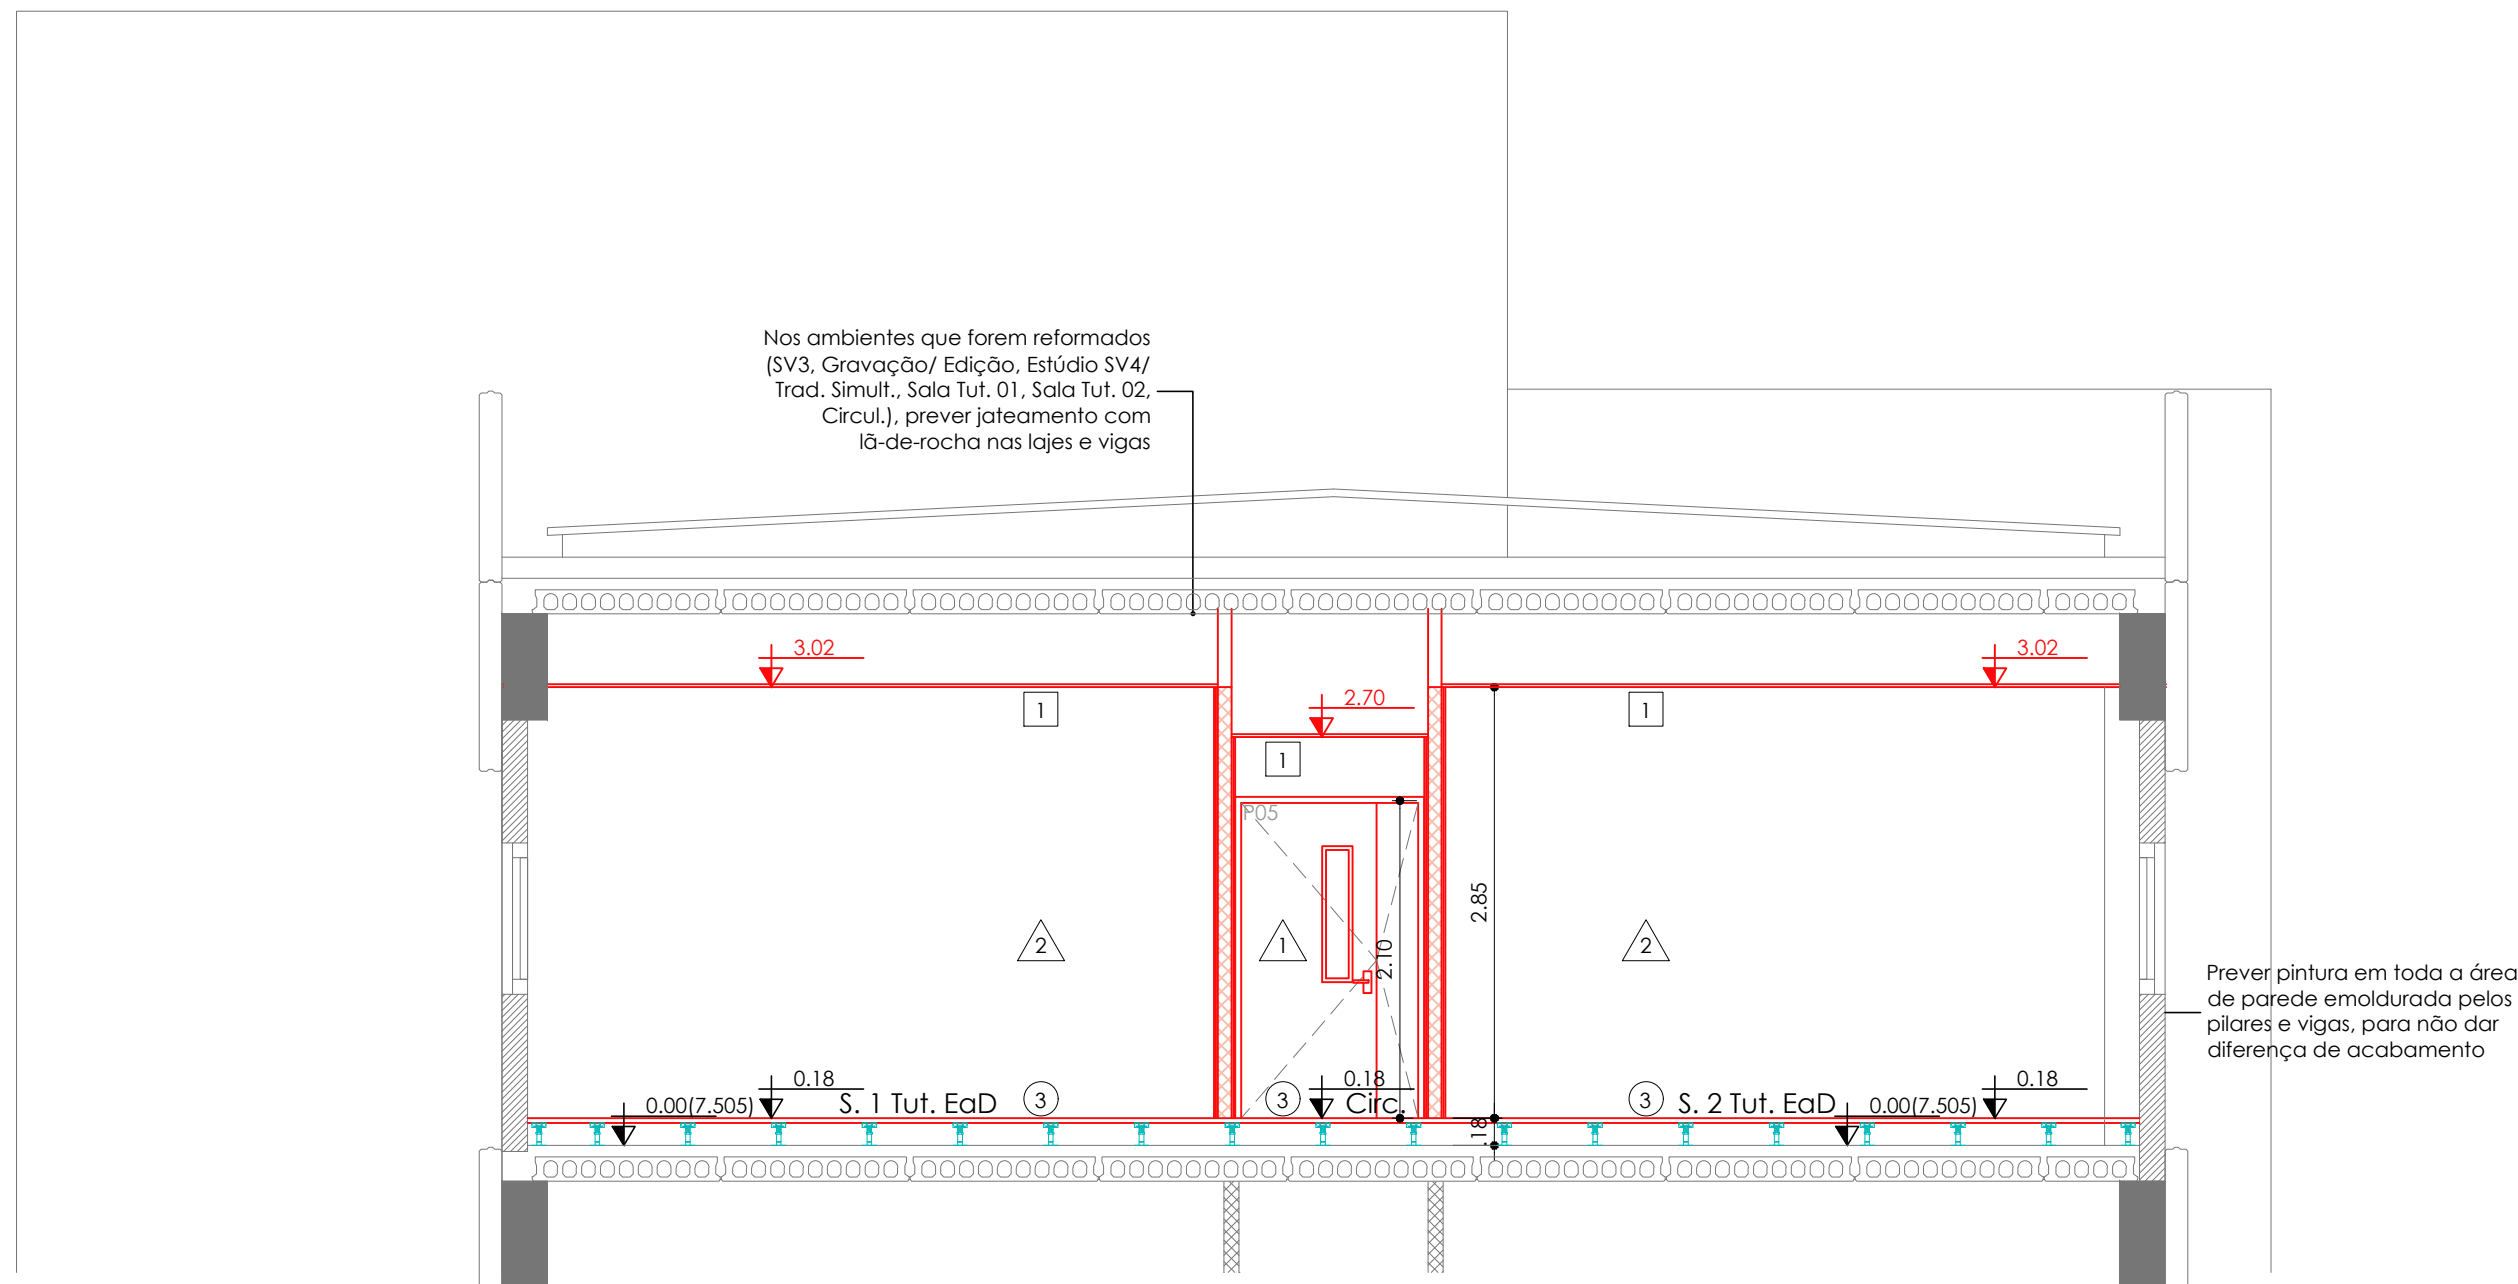 Nos ambientes que forem reformados
(SV3, Gravação/ Edição, Estúdio SV4/
Trad. Simult., Sala Tut. 01, Sala Tut. 02,
Circul.), prever jateamento com
lã-de-rocha nas lajes e vigas
3.02
3.02
2.70
1
1
1
P05
2.85
2.10
2
1
2
Prever pintura em toda a área
de parede emoldurada pelos
pilares e vigas, para não dar
diferença de acabamento
0.18
0.18
0.18
0.00(7.505)
S. 1 Tut. EaD
3
3
Circ.
3
S. 2 Tut. EaD
0.00(7.505)
.18